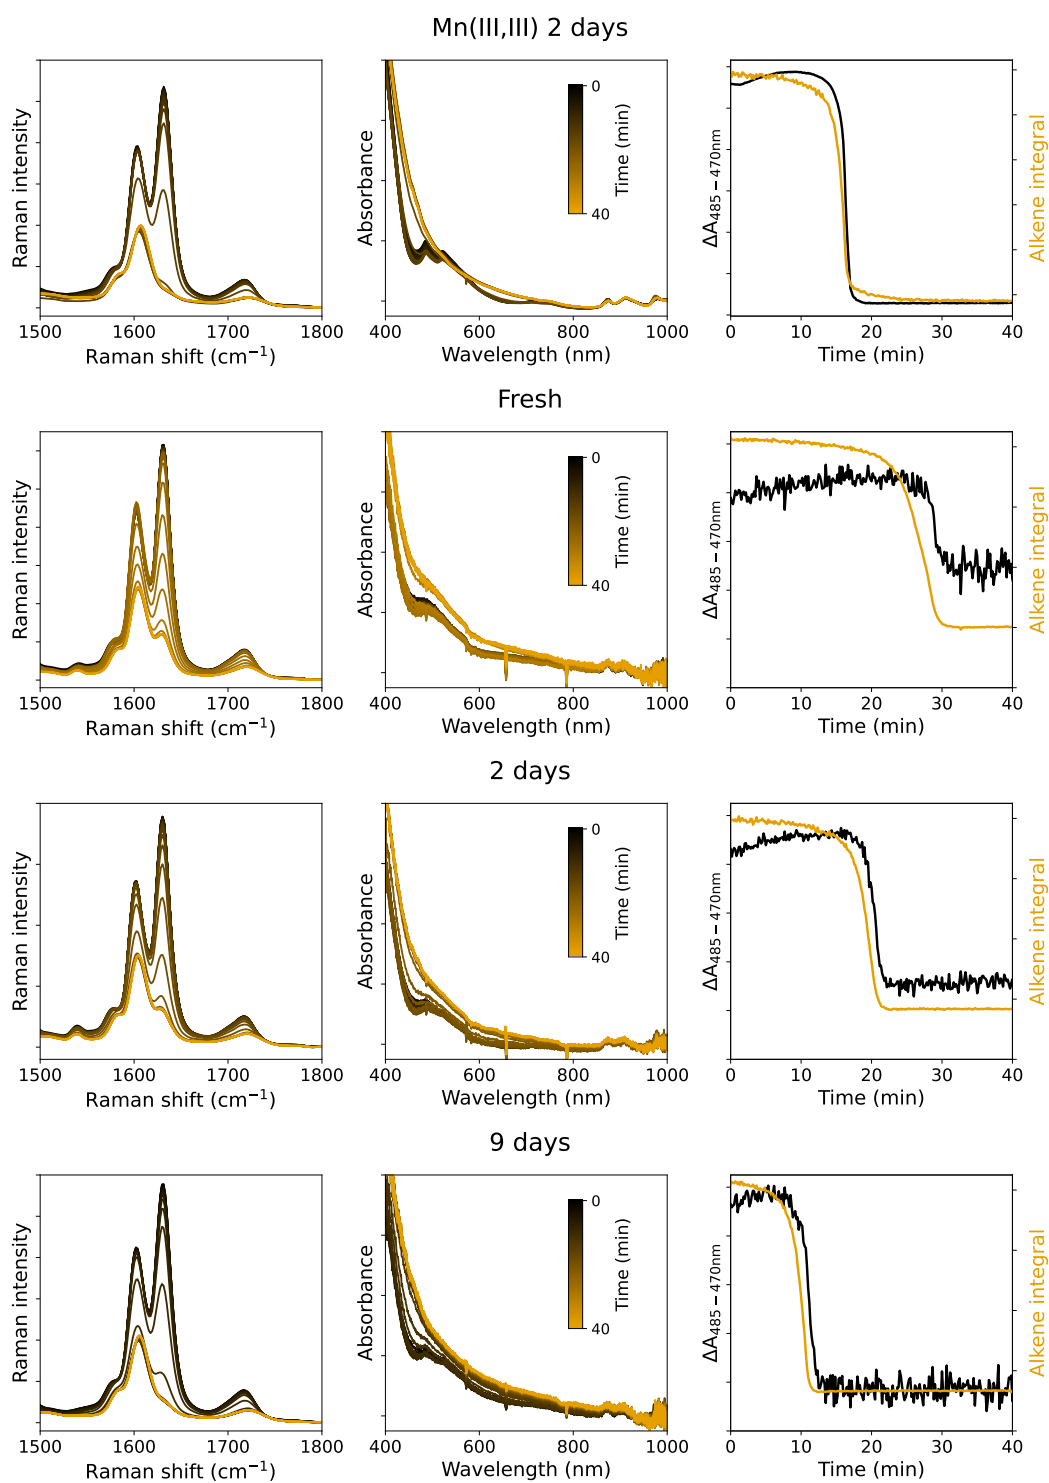 Mn(III,III) 2 days
Raman intensity
1500 1600 1700 1800
Raman shift (cm⁻¹)
Absorbance
0
Time (min)
40
400 600 800 1000
Wavelength (nm)
ΔA485 − 470nm
Alkene integral
0 10 20 30 40
Time (min)
Fresh
Raman intensity
1500 1600 1700 1800
Raman shift (cm⁻¹)
Absorbance
0
Time (min)
40
400 600 800 1000
Wavelength (nm)
ΔA485 − 470nm
Alkene integral
0 10 20 30 40
Time (min)
2 days
Raman intensity
1500 1600 1700 1800
Raman shift (cm⁻¹)
Absorbance
0
Time (min)
40
400 600 800 1000
Wavelength (nm)
ΔA485 − 470nm
Alkene integral
0 10 20 30 40
Time (min)
9 days
Raman intensity
1500 1600 1700 1800
Raman shift (cm⁻¹)
Absorbance
0
Time (min)
40
400 600 800 1000
Wavelength (nm)
ΔA485 − 470nm
Alkene integral
0 10 20 30 40
Time (min)